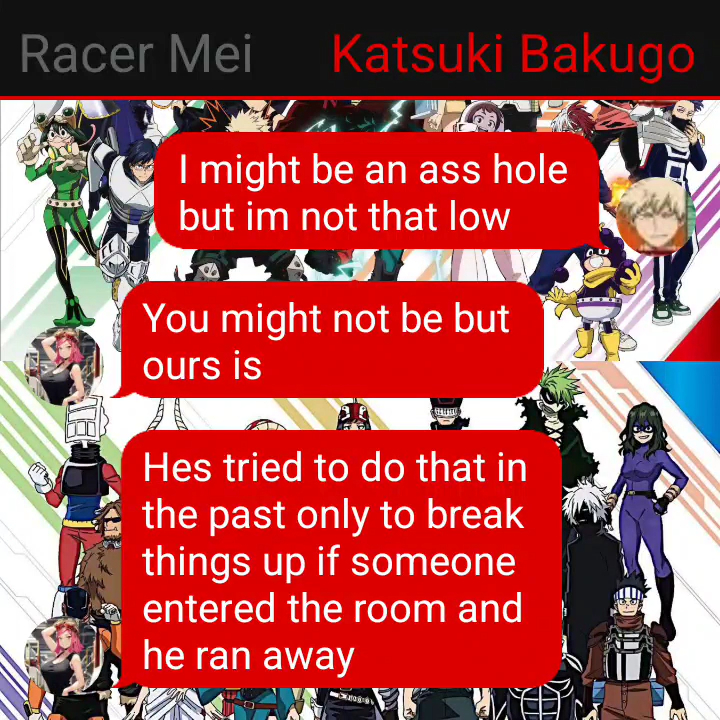 Racer Mei Katsuki Bakugo
I might be an ass hole
but im not that low
You might not be but
ours is
Hes tried to do that in
the past only to break
things up if someone
entered the room and
he ran away